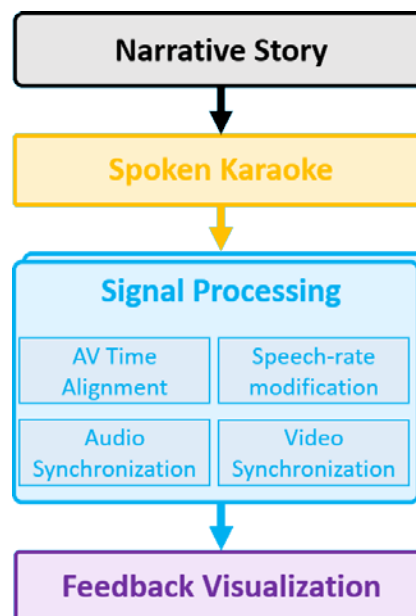 Narrative Story
Spoken Karaoke
Signal Processing
AV Time
Alignment
Speech-rate
modification
Audio
Synchronization
Video
Synchronization
Feedback Visualization